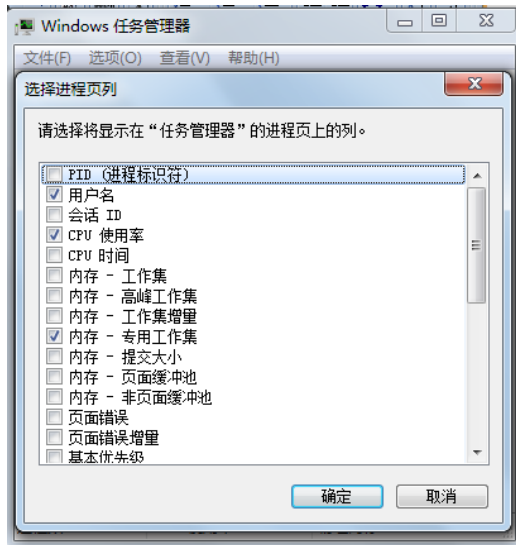 Windows 任务管理器
文件(F) 选项(O) 查看(V) 帮助(H)
选择进程页列
请选择将显示在“任务管理器”的进程页上的列。
PID (进程标识符)
用户名
会话 ID
CPU 使用率
CPU 时间
内存 - 工作集
内存 - 高峰工作集
内存 - 工作集增量
内存 - 专用工作集
内存 - 提交大小
内存 - 页面缓冲池
内存 - 非页面缓冲池
页面错误
页面错误增量
基本优先级
确定 取消